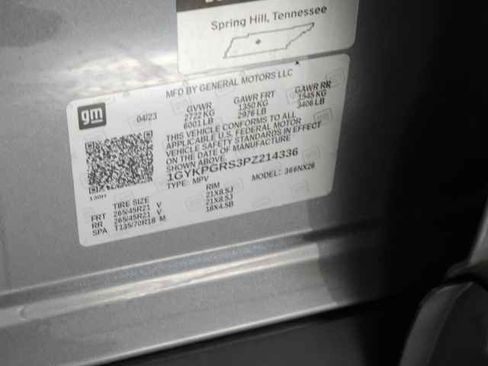 Spring Hill, Tennessee
gm
MFD BY GENERAL MOTORS LLC
04/23 GVWR GAWR FRT GAWR RR
2722 KG 1350 KG 1545 KG
6001 LB 2976 LB 3406 LB
THIS VEHICLE CONFORMS TO ALL
APPLICABLE U.S. FEDERAL MOTOR
VEHICLE SAFETY STANDARDS IN EFFECT
ON THE DATE OF MANUFACTURE
1GYKPGRS3PZ214336
TYPE: MPV MODEL: 366NX26
TIRE SIZE RIM
FRT 265/45R21 V 21X8.5J
RR 265/45R21 V 21X8.5J
SPA T135/70R18 M 18X4.5B